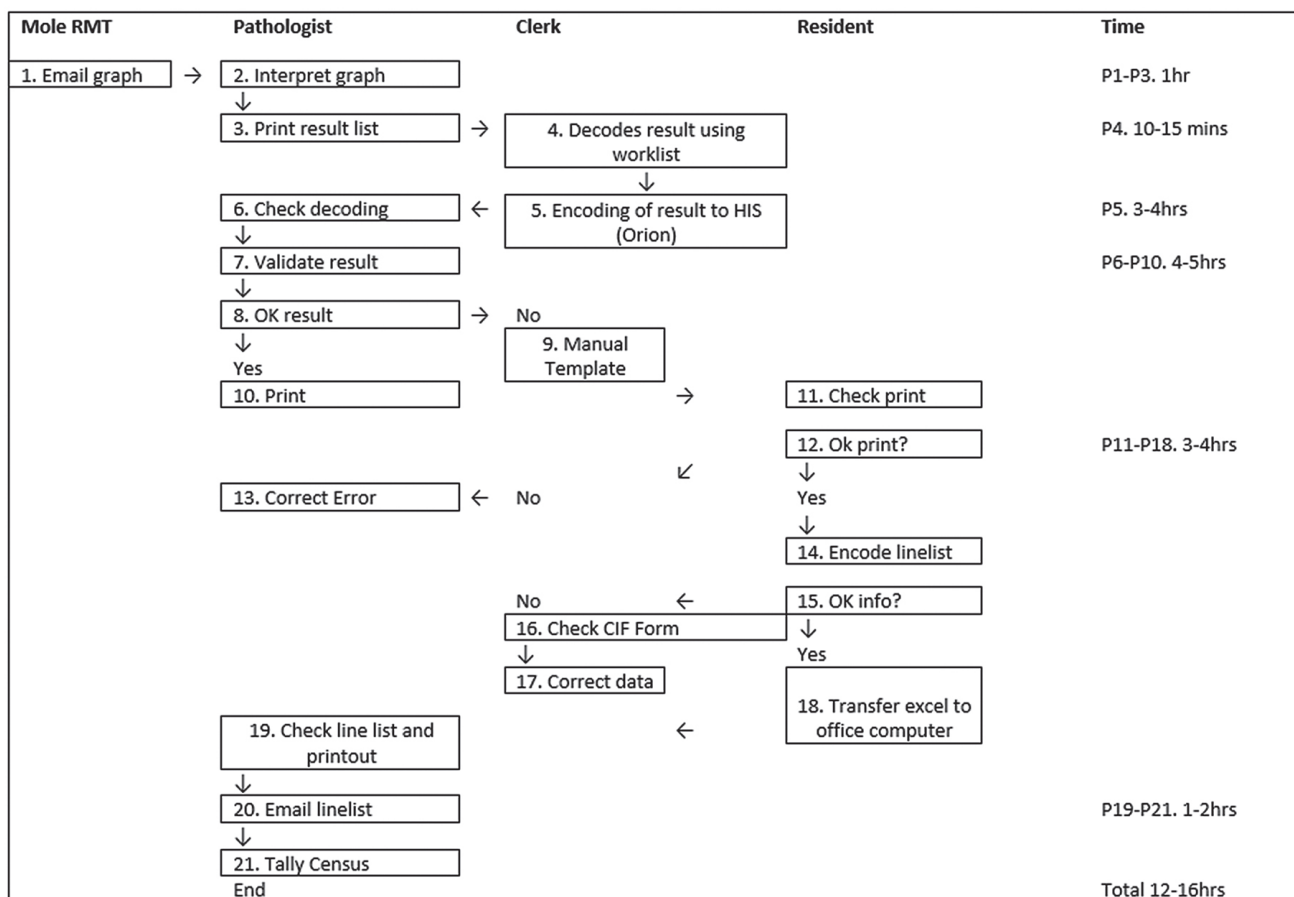 Mole RMT Pathologist Clerk Resident Time
1. Email graph → 2. Interpret graph P1-P3. 1hr
↓
3. Print result list → 4. Decodes result using P4. 10-15 mins
worklist
↓
6. Check decoding ← 5. Encoding of result to HIS P5. 3-4hrs
(Orion)
↓
7. Validate result P6-P10. 4-5hrs
↓
8. OK result → No
↓
9. Manual
Yes Template
10. Print → 11. Check print
12. Ok print? P11-P18. 3-4hrs
↙ ↓
13. Correct Error ← No Yes
↓
14. Encode linelist
No ← 15. OK info?
16. Check CIF Form ↓
↓ Yes
17. Correct data
18. Transfer excel to
office computer
←
19. Check line list and
printout
↓
20. Email linelist P19-P21. 1-2hrs
↓
21. Tally Census
End Total 12-16hrs